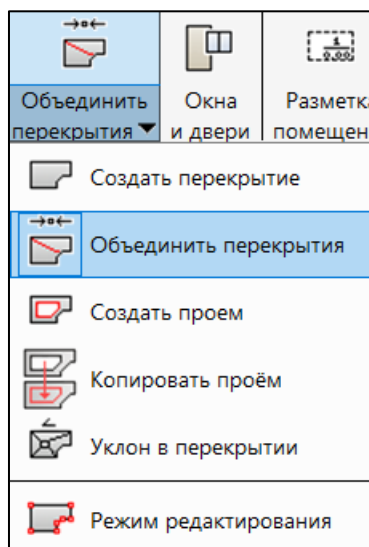 Объединить
перекрытия
Окна
и двери
Разметка
помещен
Создать перекрытие
Объединить перекрытия
Создать проем
Копировать проём
Уклон в перекрытии
Режим редактирования